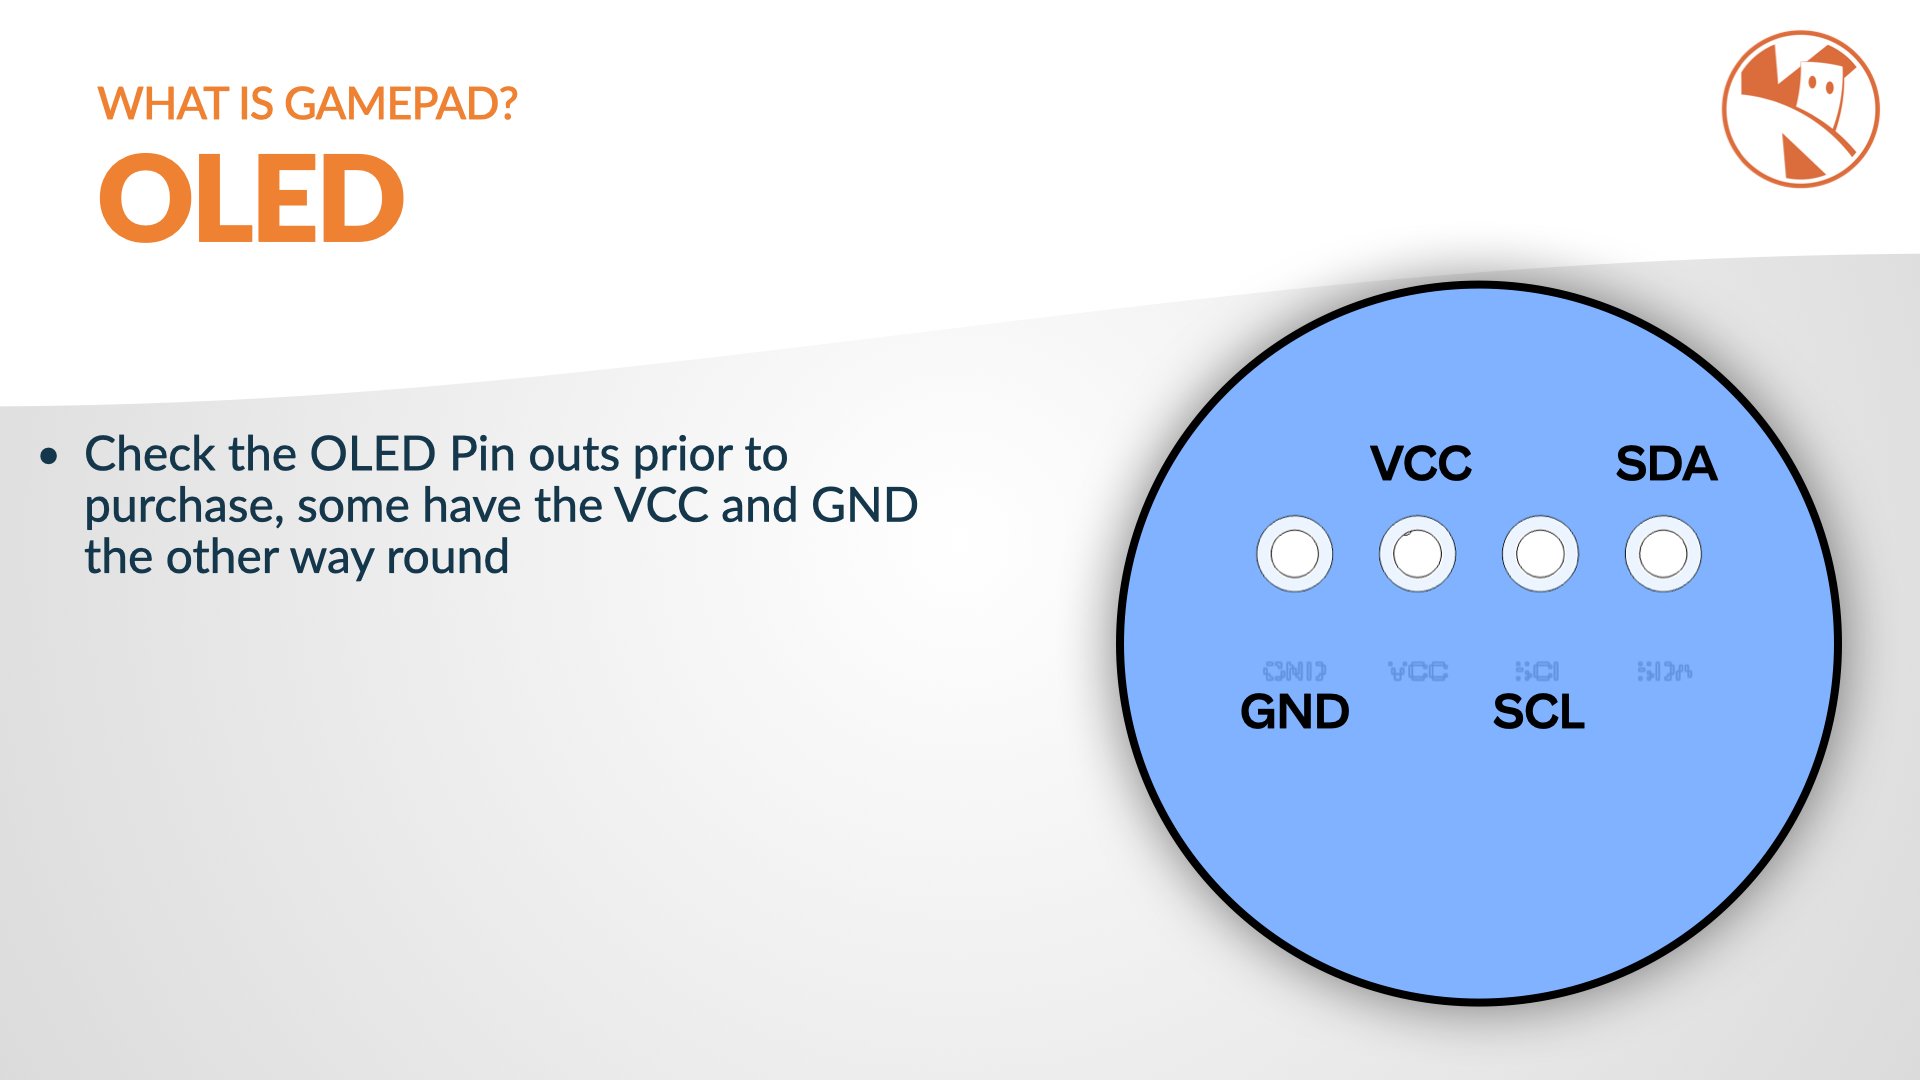 WHAT IS GAMEPAD?
OLED
• Check the OLED Pin outs prior to
purchase, some have the VCC and GND
the other way round
VCC SDA
GND VCC SCL SDA
GND SCL